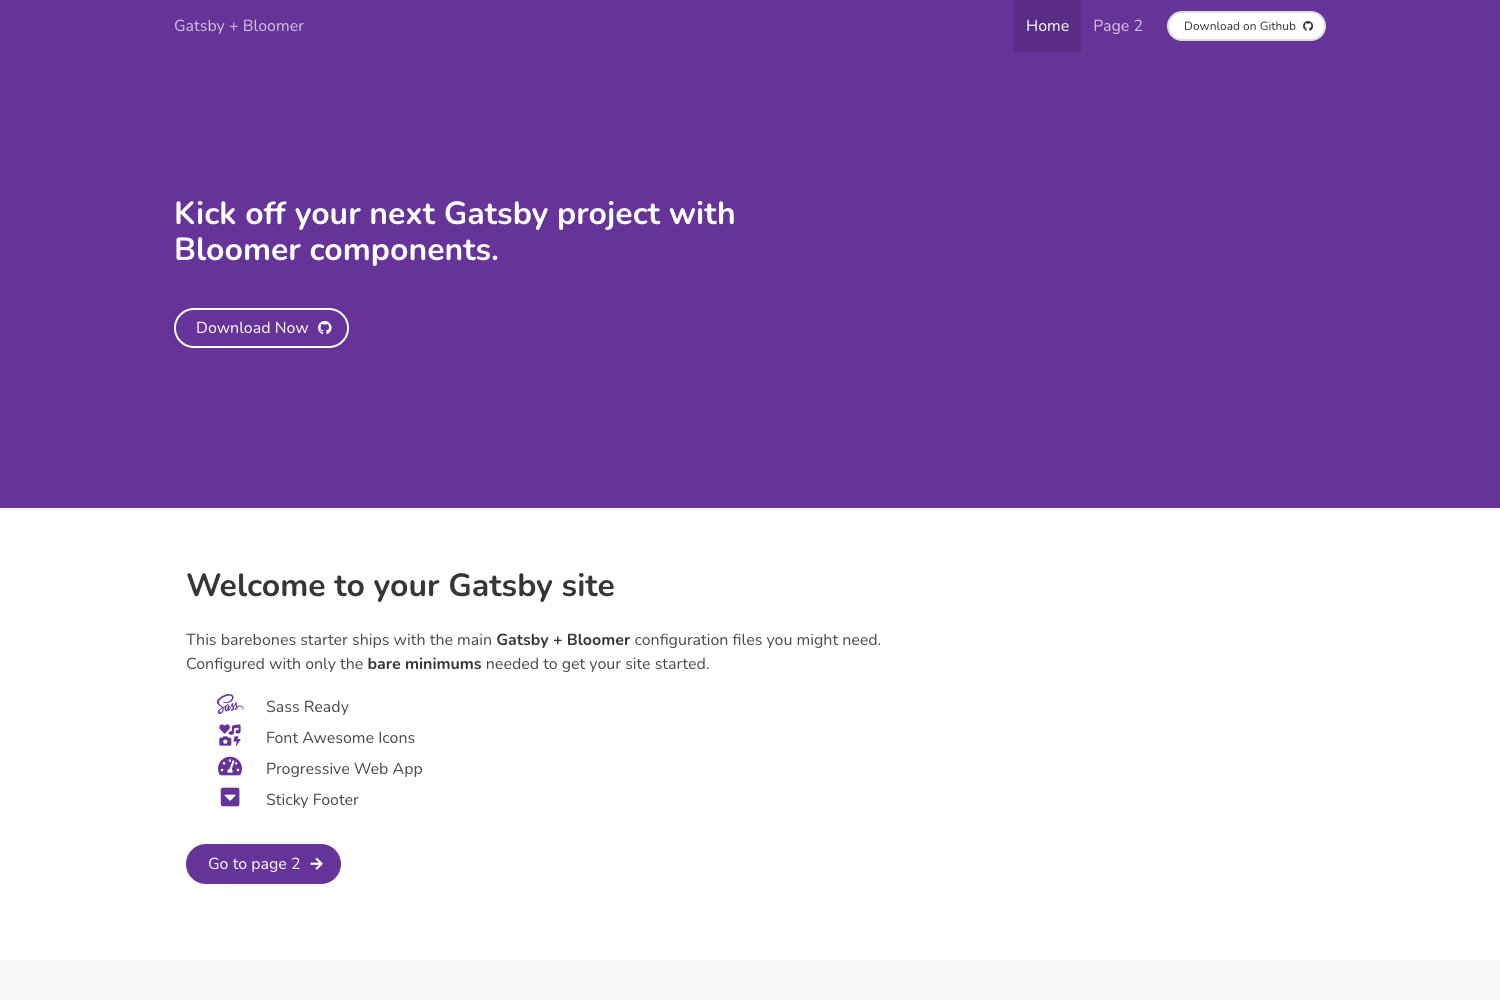 Gatsby + Bloomer
Home
Page 2
Download on Github
Kick off your next Gatsby project with
Bloomer components.
Download Now
Welcome to your Gatsby site
This barebones starter ships with the main Gatsby + Bloomer configuration files you might need.
Configured with only the bare minimums needed to get your site started.
Sass
Sass Ready
Font Awesome Icons
Progressive Web App
Sticky Footer
Go to page 2